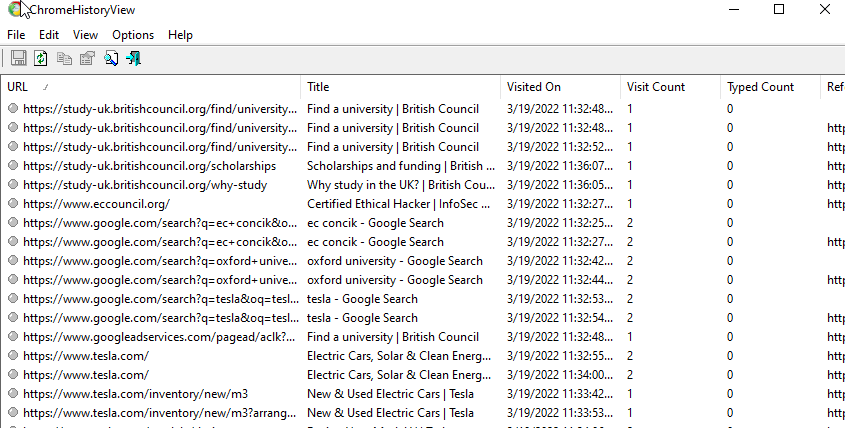 ChromeHistoryView
File Edit View Options Help
URL Title Visited On Visit Count Typed Count Ref
https://study-uk.britishcouncil.org/find/university... Find a university | British Council 3/19/2022 11:32:48... 1 0
https://study-uk.britishcouncil.org/find/university... Find a university | British Council 3/19/2022 11:32:48... 1 0 http
https://study-uk.britishcouncil.org/find/university... Find a university | British Council 3/19/2022 11:32:52... 1 0 http
https://study-uk.britishcouncil.org/scholarships Scholarships and funding | British ... 3/19/2022 11:36:07... 1 0 http
https://study-uk.britishcouncil.org/why-study Why study in the UK? | British Cou... 3/19/2022 11:36:05... 1 0 http
https://www.eccouncil.org/ Certified Ethical Hacker | InfoSec ... 3/19/2022 11:32:27... 1 0 http
https://www.google.com/search?q=ec+concik&o... ec concik - Google Search 3/19/2022 11:32:25... 2 0
https://www.google.com/search?q=ec+concik&o... ec concik - Google Search 3/19/2022 11:32:27... 2 0 http
https://www.google.com/search?q=oxford+unive... oxford university - Google Search 3/19/2022 11:32:42... 2 0
https://www.google.com/search?q=oxford+unive... oxford university - Google Search 3/19/2022 11:32:44... 2 0 http
https://www.google.com/search?q=tesla&oq=tesl... tesla - Google Search 3/19/2022 11:32:53... 2 0
https://www.google.com/search?q=tesla&oq=tesl... tesla - Google Search 3/19/2022 11:32:54... 2 0 http
https://www.googleadservices.com/pagead/aclk?... Find a university | British Council 3/19/2022 11:32:48... 1 0 http
https://www.tesla.com/ Electric Cars, Solar & Clean Energ... 3/19/2022 11:32:55... 2 0 http
https://www.tesla.com/ Electric Cars, Solar & Clean Energ... 3/19/2022 11:34:00... 2 0 http
https://www.tesla.com/inventory/new/m3 New & Used Electric Cars | Tesla 3/19/2022 11:33:42... 1 0 http
https://www.tesla.com/inventory/new/m3?arrang... New & Used Electric Cars | Tesla 3/19/2022 11:33:53... 1 0 http